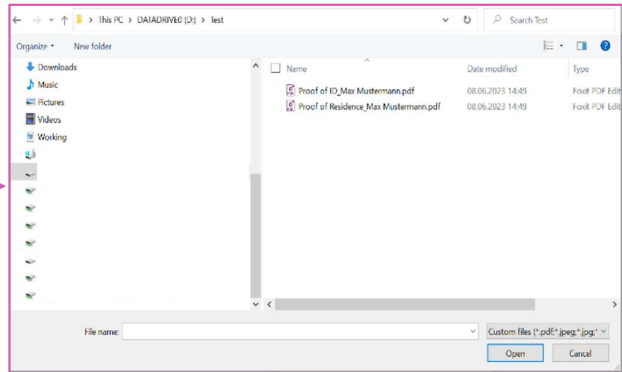 This PC > DATADRIVE0 (D:) > Test
Search Test
Organize
New folder
Downloads
Music
Pictures
Videos
Working
Name
Date modified
Type
Proof of ID_Max Mustermann.pdf
08.06.2023 14:49
Foxit PDF Edit
Proof of Residence_Max Mustermann.pdf
08.06.2023 14:49
Foxit PDF Edit
File name:
Custom files (*.pdf;*.jpeg;*.jpg;*
Open
Cancel